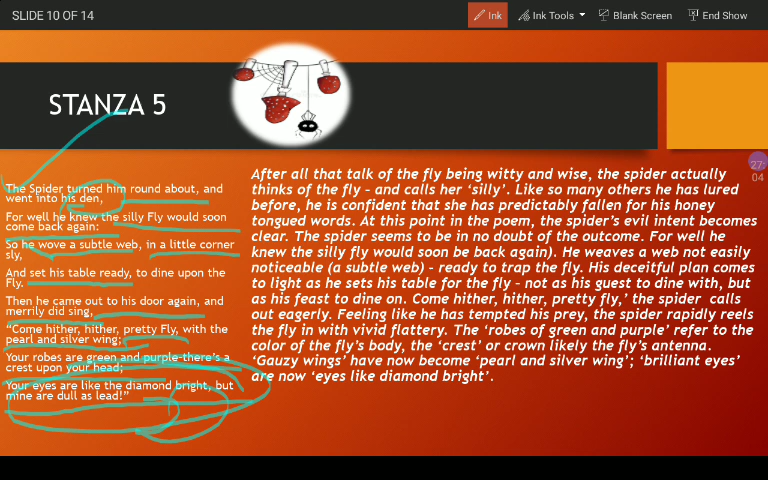 SLIDE 10 OF 14
Ink
Ink Tools
Blank Screen
End Show
STANZA 5
27:
04
The Spider turned him round about, and
went into his den,
For well he knew the silly Fly would soon
come back again:
So he wove a subtle web, in a little corner
sly,
And set his table ready, to dine upon the
Fly.
Then he came out to his door again, and
merrily did sing,
“Come hither, hither, pretty Fly, with the
pearl and silver wing;
Your robes are green and purple–there’s a
crest upon your head;
Your eyes are like the diamond bright, but
mine are dull as lead!”
After all that talk of the fly being witty and wise, the spider actually
thinks of the fly – and calls her ‘silly’. Like so many others he has lured
before, he is confident that she has predictably fallen for his honey
tongued words. At this point in the poem, the spider’s evil intent becomes
clear. The spider seems to be in no doubt of the outcome. For well he
knew the silly fly would soon be back again). He weaves a web not easily
noticeable (a subtle web) – ready to trap the fly. His deceitful plan comes
to light as he sets his table for the fly – not as his guest to dine with, but
as his feast to dine on. Come hither, hither, pretty fly,’ the spider calls
out eagerly. Feeling like he has tempted his prey, the spider rapidly reels
the fly in with vivid flattery. The ‘robes of green and purple’ refer to the
color of the fly’s body, the ‘crest’ or crown likely the fly’s antenna.
‘Gauzy wings’ have now become ‘pearl and silver wing’; ‘brilliant eyes’
are now ‘eyes like diamond bright’.